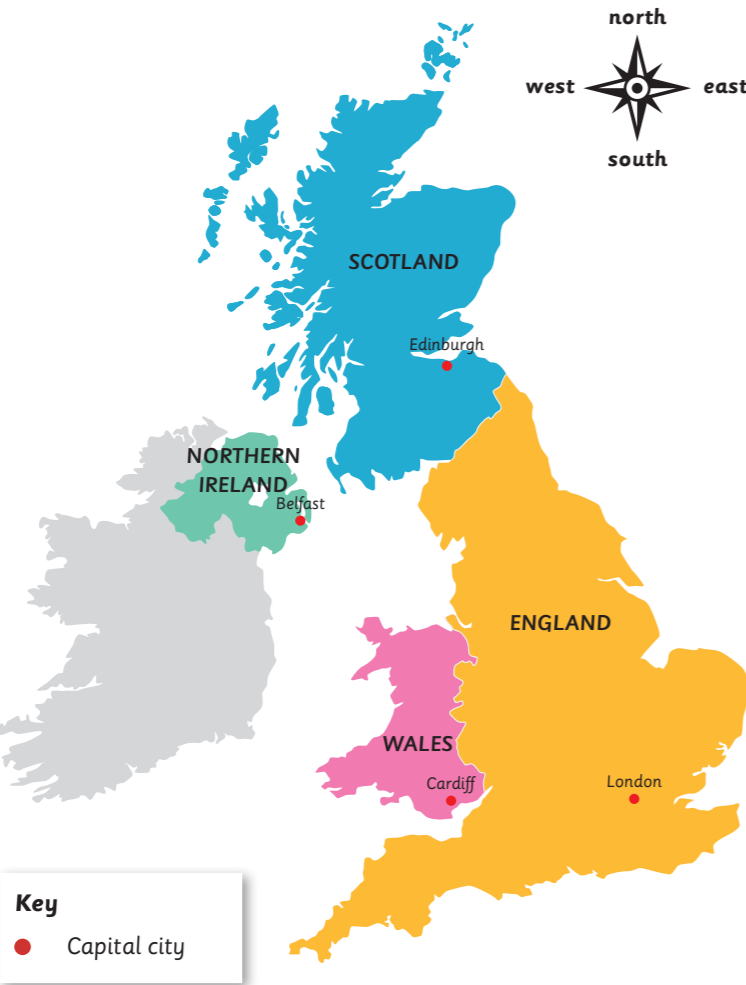 north
west
east
south
SCOTLAND
Edinburgh
NORTHERN
IRELAND
Belfast
ENGLAND
WALES
Cardiff
London
Key
Capital city